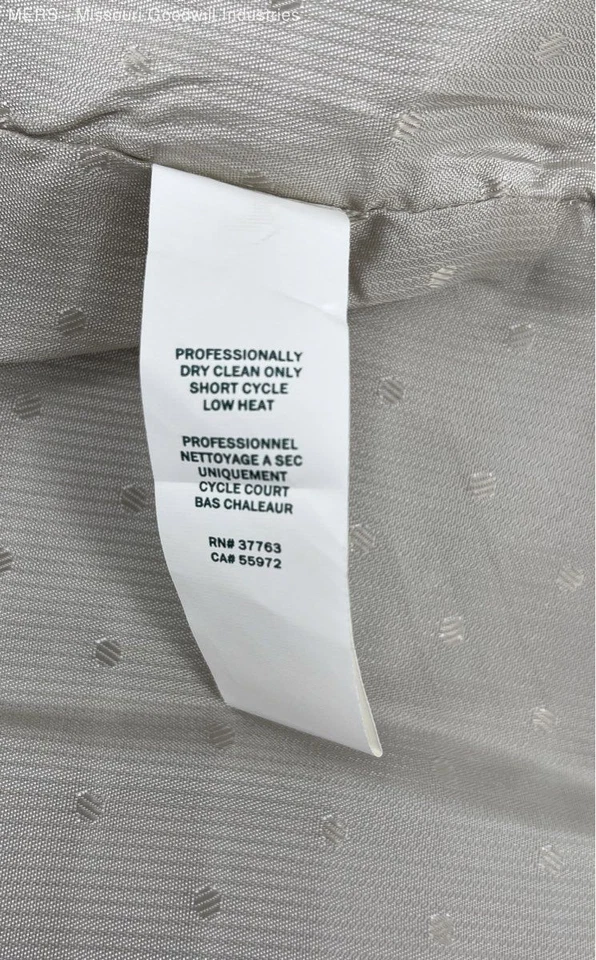 MERS - Missouri Goodwill Industries
PROFESSIONALLY
DRY CLEAN ONLY
SHORT CYCLE
LOW HEAT
PROFESSIONNEL
NETTOYAGE A SEC
UNIQUEMENT
CYCLE COURT
BAS CHALEAUR
RN# 37763
CA# 55972